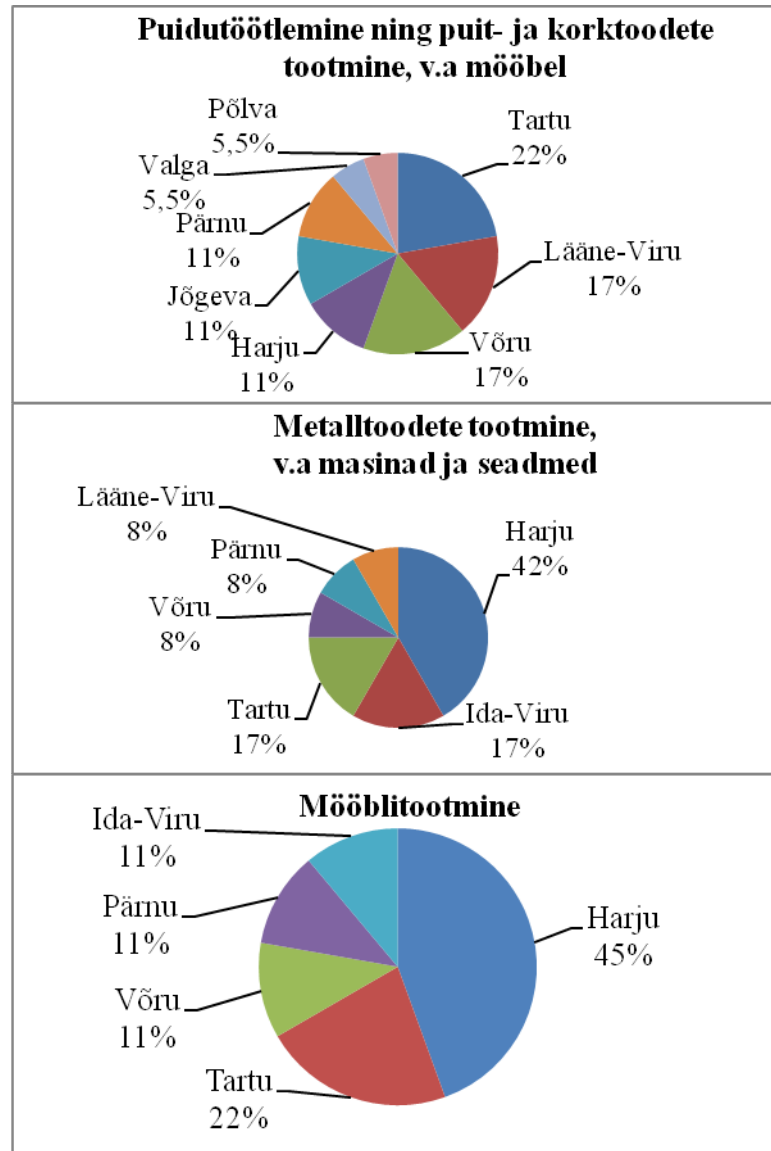 Puidutöötlemine ning puit- ja korktoodete
tootmine, v.a mööbel
Põlva
5,5%
Tartu
22%
Valga
5,5%
Pärnu
11%
Lääne-Viru
17%
Jõgeva
11%
Harju
11%
Võru
17%
Metalltoodete tootmine,
v.a masinad ja seadmed
Lääne-Viru
8%
Harju
42%
Pärnu
8%
Võru
8%
Tartu
17%
Ida-Viru
17%
Mööblitootmine
Ida-Viru
11%
Pärnu
11%
Harju
45%
Võru
11%
Tartu
22%